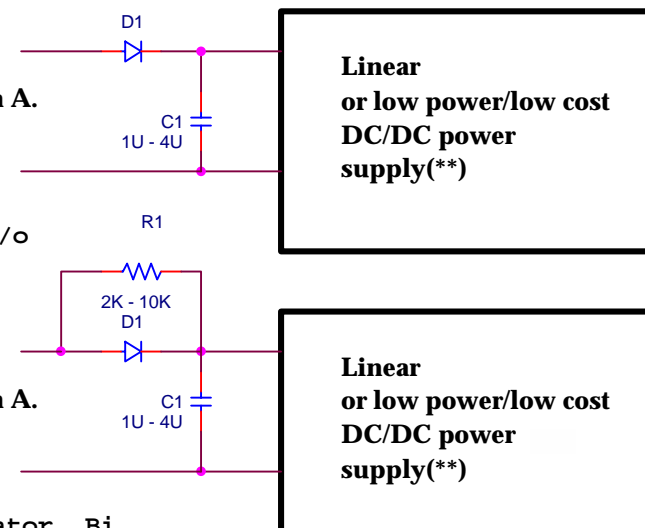 D1
Linear
or low power/low cost
A.
C1
DC/DC power
1U - 4U
supply(**)
R1
/o
2K - 10K
D1
Linear
or low power/low cost
A.
C1
DC/DC power
1U - 4U
supply(**)
Bi